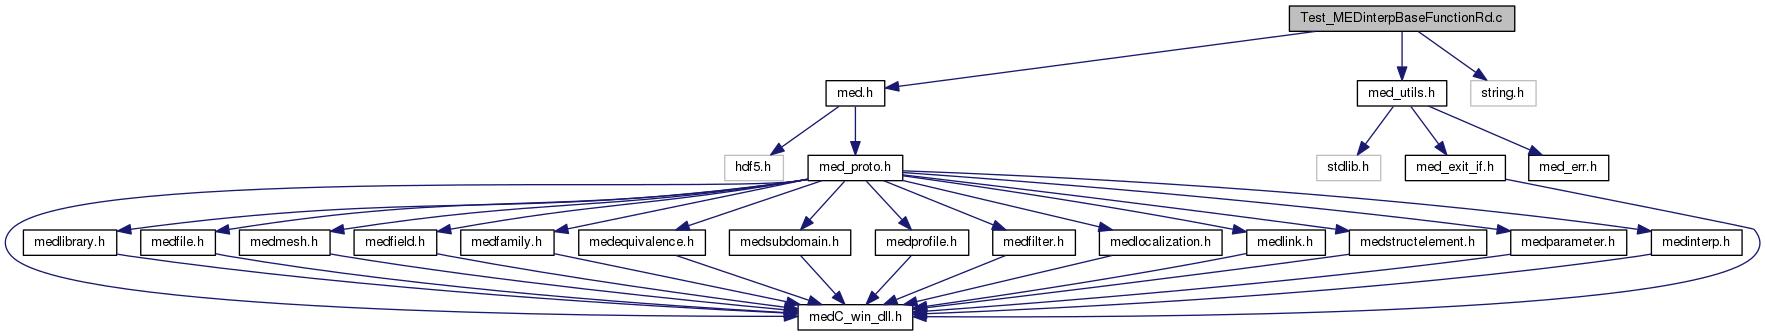 Test_MEDinterpBaseFunctionRd.c
med.h
med_utils.h
string.h
hdf5.h
med_proto.h
stdlib.h
med_exit_if.h
med_err.h
medlibrary.h
medfile.h
medmesh.h
medfield.h
medfamily.h
medequivalence.h
medsubdomain.h
medprofile.h
medfilter.h
medlocalization.h
medlink.h
medstructelement.h
medparameter.h
medinterp.h
medC_win_dll.h